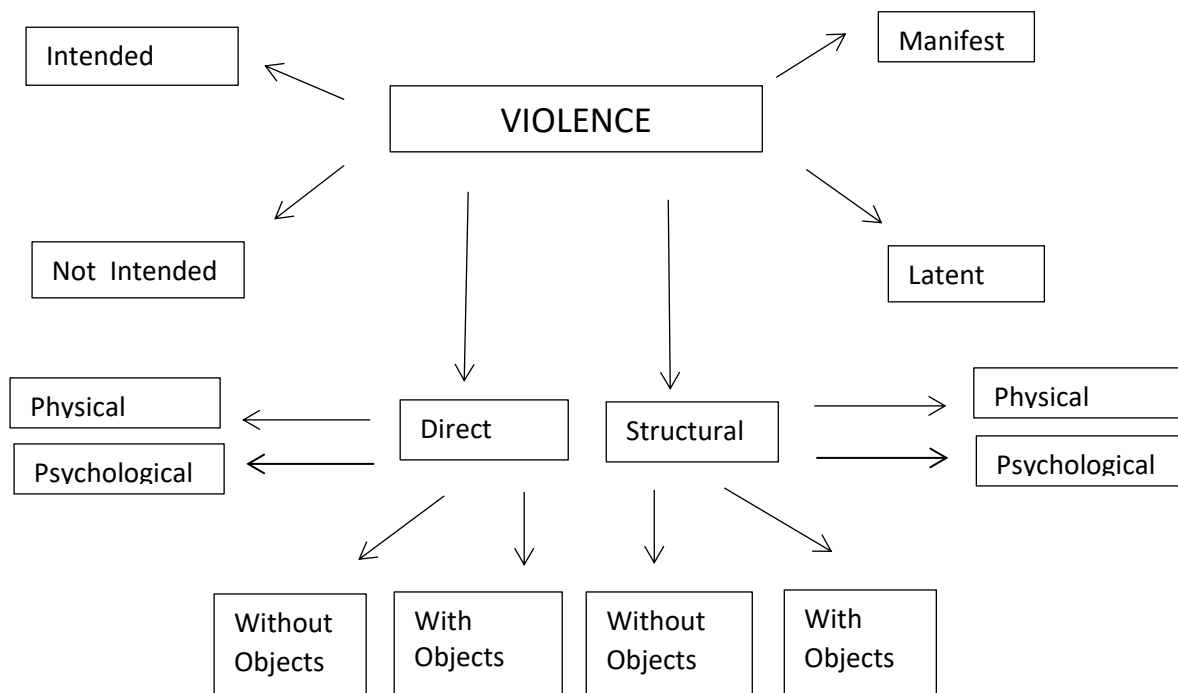 Intended
Manifest
VIOLENCE
Not Intended
Latent
Physical
Psychological
Direct
Structural
Physical
Psychological
Without
Objects
With
Objects
Without
Objects
With
Objects